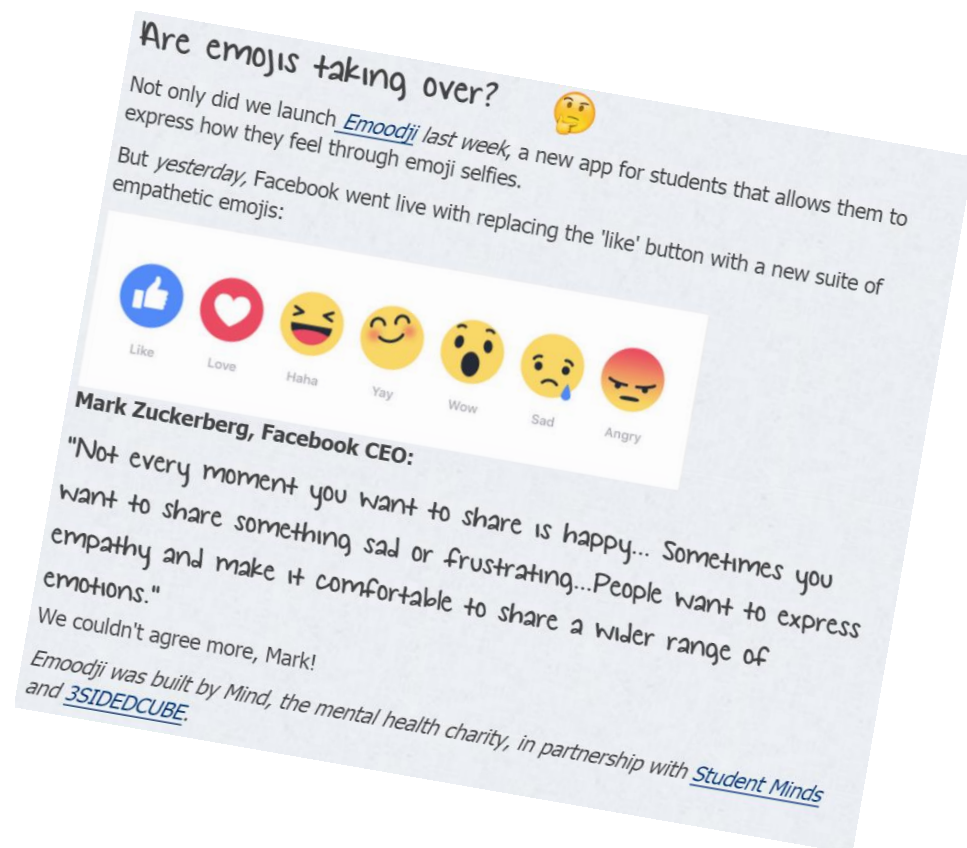 Are emojis taking over?
Not only did we launch Emoodji last week, a new app for students that allows them to
express how they feel through emoji selfies.
But yesterday, Facebook went live with replacing the 'like' button with a new suite of
empathetic emojis:
Like Love Haha Yay Wow Sad Angry
Mark Zuckerberg, Facebook CEO:
"Not every moment you want to share is happy... Sometimes you
want to share something sad or frustrating...People want to express
empathy and make it comfortable to share a wider range of
emotions."
We couldn't agree more, Mark!
Emoodji was built by Mind, the mental health charity, in partnership with Student Minds
and 3SIDEDCUBE.